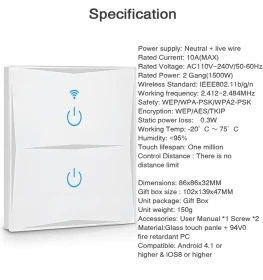 Specification
Power supply: Neutral + live wire
Rated Current: 10A(MAX)
Rated Voltage: AC110V~240V/50-60Hz
Rated Power: 2 Gang(1500W)
Wireless Standard: IEEE802.11b/g/n
Working frequency: 2.412~2.484MHz
Safety: WEP/WPA-PSK/WPA2-PSK
Encryption: WEP/AES/TKIP
Static power loss: 0.3W
Working Temp: -20° C ~ 75° C
Humidity: <95%
Touch lifespan: One million
Control Distance : There is no
distance limit
Dimensions: 86x86x32MM
Gift box size : 102x139x47MM
Unit package: Gift Box
Unit weight: 150g
Accessories: User Manual *1 Screw *2
Material:Glass touch panle + 94V0
fire retardant PC
Compatible: Android 4.1 or
higher & iOS8 or higher